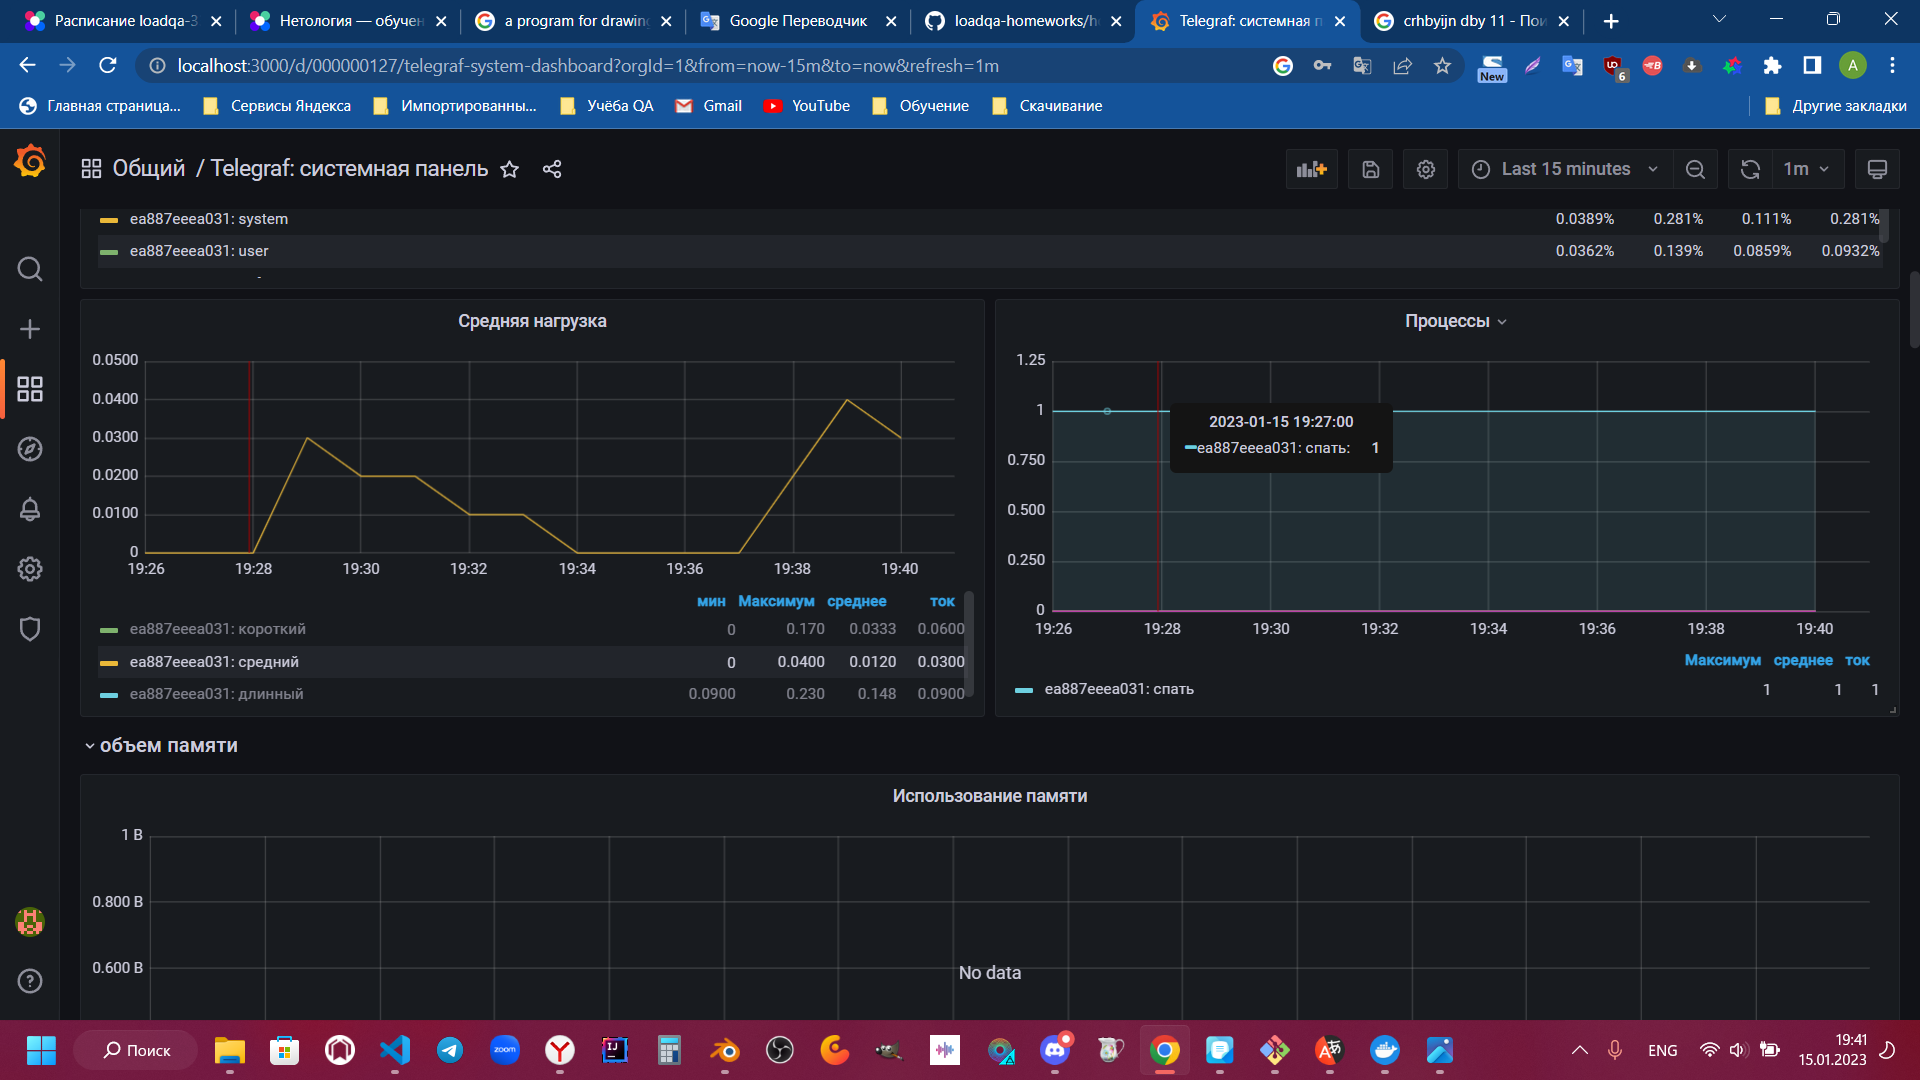 Расписание loadqa-3
Нетология — обучен
a program for drawing
Google Переводчик
loadqa-homeworks/h
Telegraf: системная п
crhbyijn dby 11 - Пои
localhost:3000/d/000000127/telegraf-system-dashboard?orgId=1&from=now-15m&to=now&refresh=1m
New
6
A
Главная страница...
Сервисы Яндекса
Импортированны...
Учёба QA
Gmail
YouTube
Обучение
Скачивание
Другие закладки
Общий / Telegraf: системная панель
Last 15 minutes
1m
ea887eeea031: system 0.0389% 0.281% 0.111% 0.281%
ea887eeea031: user 0.0362% 0.139% 0.0859% 0.0932%
Средняя нагрузка
0.0500
0.0400
0.0300
0.0200
0.0100
0
19:26 19:28 19:30 19:32 19:34 19:36 19:38 19:40
мин Максимум среднее ток
ea887eeea031: короткий 0 0.170 0.0333 0.0600
ea887eeea031: средний 0 0.0400 0.0120 0.0300
ea887eeea031: длинный 0.0900 0.230 0.148 0.0900
Процессы
1.25
1
0.750
0.500
0.250
0
2023-01-15 19:27:00
ea887eeea031: спать: 1
19:26 19:28 19:30 19:32 19:34 19:36 19:38 19:40
Максимум среднее ток
ea887eeea031: спать 1 1 1
объем памяти
Использование памяти
1 B
0.800 B
0.600 B
No data
Поиск
zoom
IJ
ENG
19:41
15.01.2023